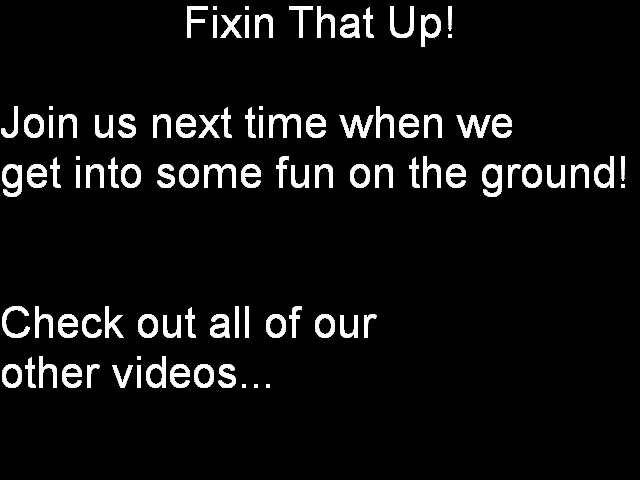 Fixin That Up!
Join us next time when we
get into some fun on the ground!
Check out all of our
other videos...